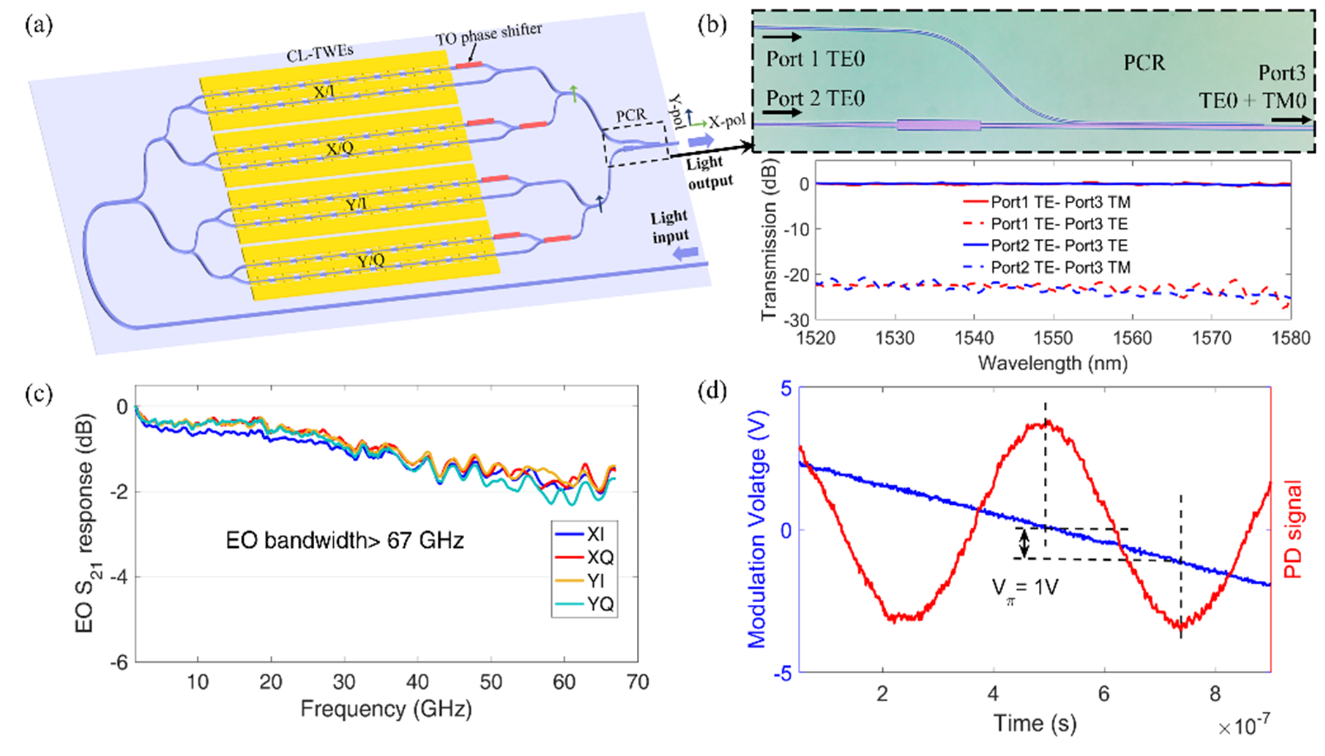 (a)
CL-TWEs
TO phase shifter
X/I
X/Q
Y/I
Y/Q
PCR
Y-pol
X-pol
Light
output
Light
input
(b)
Port 1 TE0
Port 2 TE0
PCR
Port3
TE0 + TM0
Transmission (dB)
0
-10
-20
-30
Port1 TE- Port3 TM
Port1 TE- Port3 TE
Port2 TE- Port3 TE
Port2 TE- Port3 TM
1520 1530 1540 1550 1560 1570 1580
Wavelength (nm)
(c)
EO S21 response (dB)
0
-2
-4
-6
EO bandwidth> 67 GHz
XI
XQ
YI
YQ
10 20 30 40 50 60 70
Frequency (GHz)
(d)
Modulation Volatge (V)
5
0
-5
Vπ= 1V
PD signal
2 4 6 8
Time (s)
×10-7